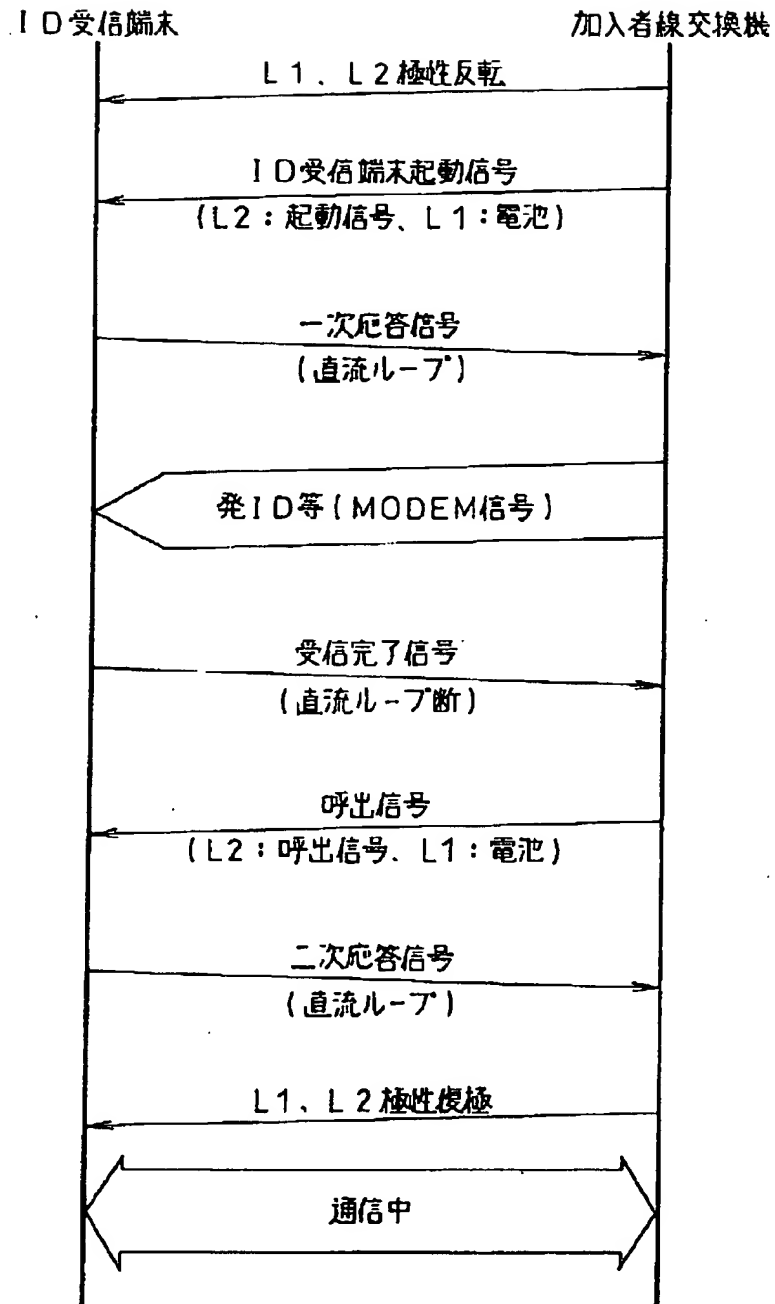 ID受信端末
加入者線交換機
L1、L2極性反転
ID受信端末起動信号
(L2:起動信号、L1:電池)
一次応答信号
(直流ループ)
発ID等(MODEM信号)
受信完了信号
(直流ループ断)
呼出信号
(L2:呼出信号、L1:電池)
二次応答信号
(直流ループ)
L1、L2極性復極
通信中